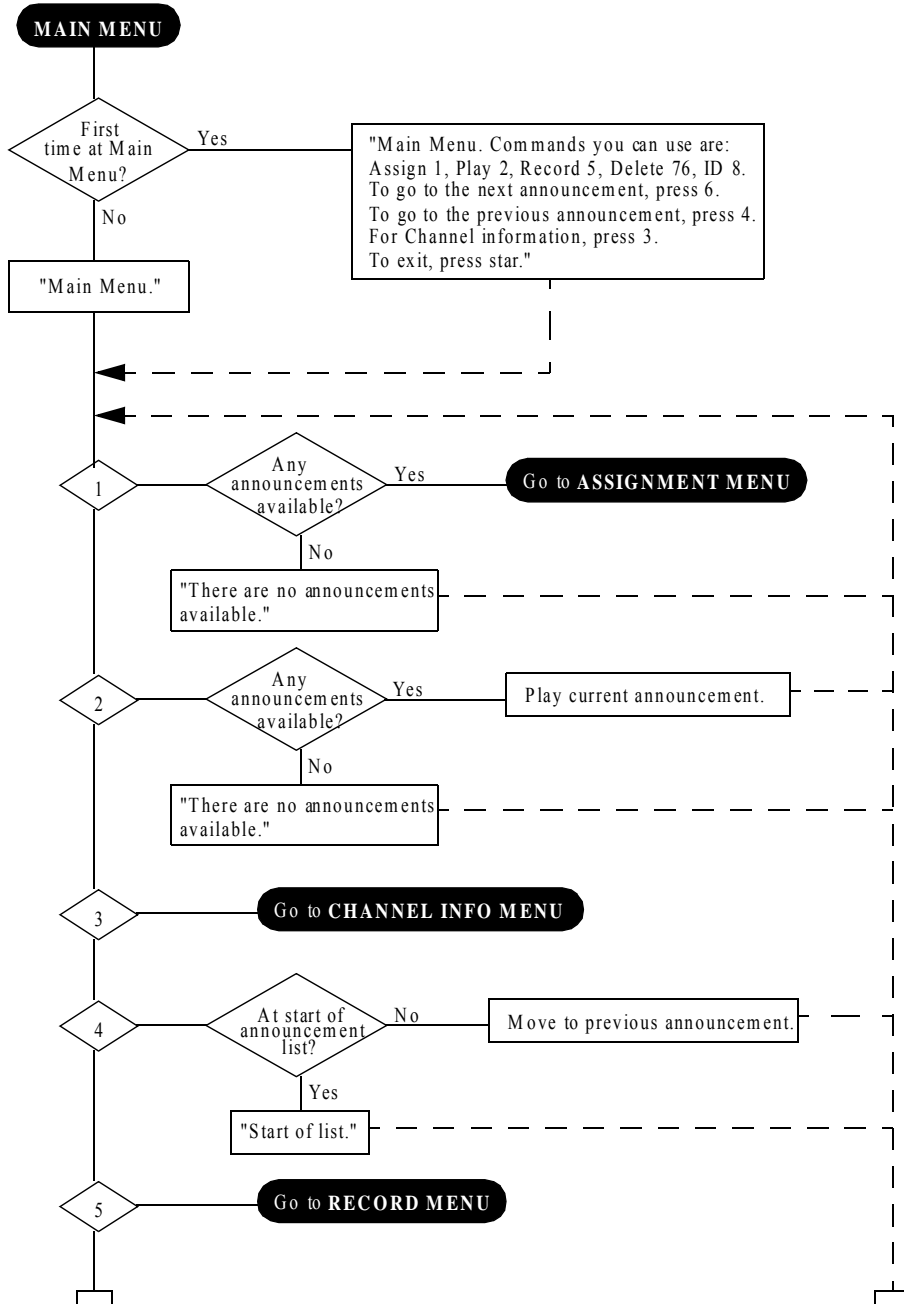 MAIN MENU
First
time at Main
Menu?
Yes
"Main Menu. Commands you can use are:
Assign 1, Play 2, Record 5, Delete 76, ID 8.
To go to the next announcement, press 6.
To go to the previous announcement, press 4.
For Channel information, press 3.
To exit, press star."
No
"Main Menu."
1
Any
announcements
available?
Yes
Go to ASSIGNMENT MENU
No
"There are no announcements
available."
2
Any
announcements
available?
Yes
Play current announcement.
No
"There are no announcements
available."
3
Go to CHANNEL INFO MENU
4
At start of
announcement
list?
No
Move to previous announcement.
Yes
"Start of list."
5
Go to RECORD MENU